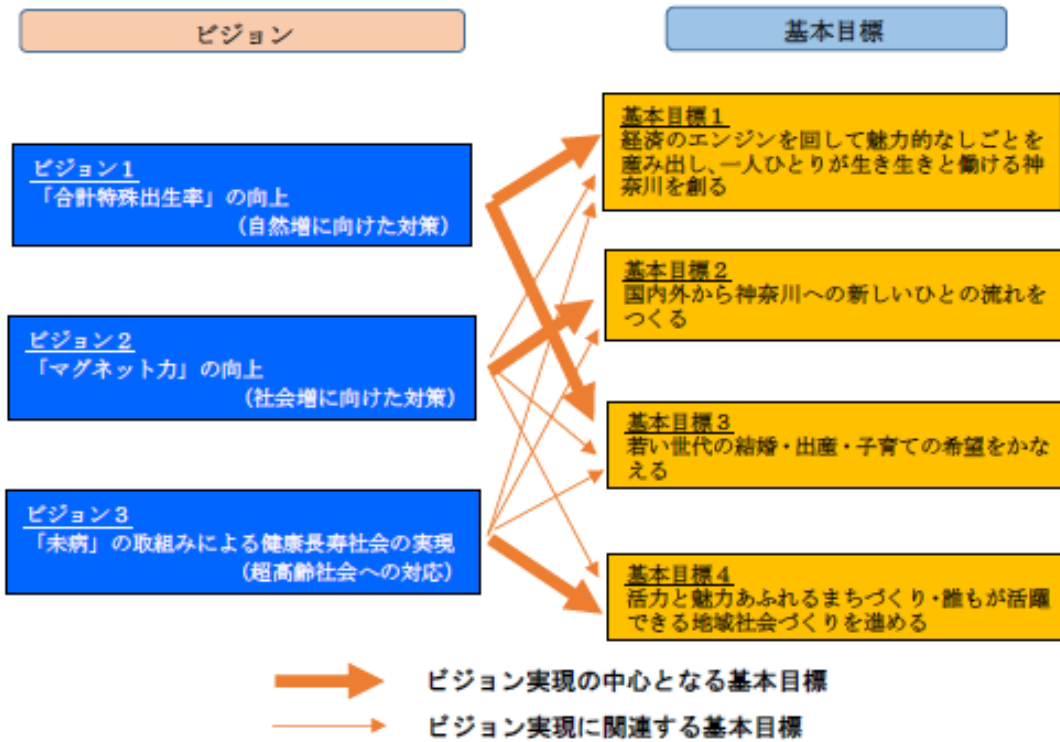 ビジョン
基本目標
ビジョン1
「合計特殊出生率」の向上
（自然増に向けた対策）
ビジョン2
「マグネット力」の向上
（社会増に向けた対策）
ビジョン3
「未病」の取組みによる健康長寿社会の実現
（超高齢社会への対応）
基本目標1
経済のエンジンを回して魅力的なしごとを
産み出し、一人ひとりが生き生きと働ける神
奈川を創る
基本目標2
国内外から神奈川への新しいひとの流れを
つくる
基本目標3
若い世代の結婚・出産・子育ての希望をかな
える
基本目標4
活力と魅力あふれるまちづくり・誰もが活躍
できる地域社会づくりを進める
ビジョン実現の中心となる基本目標
ビジョン実現に関連する基本目標